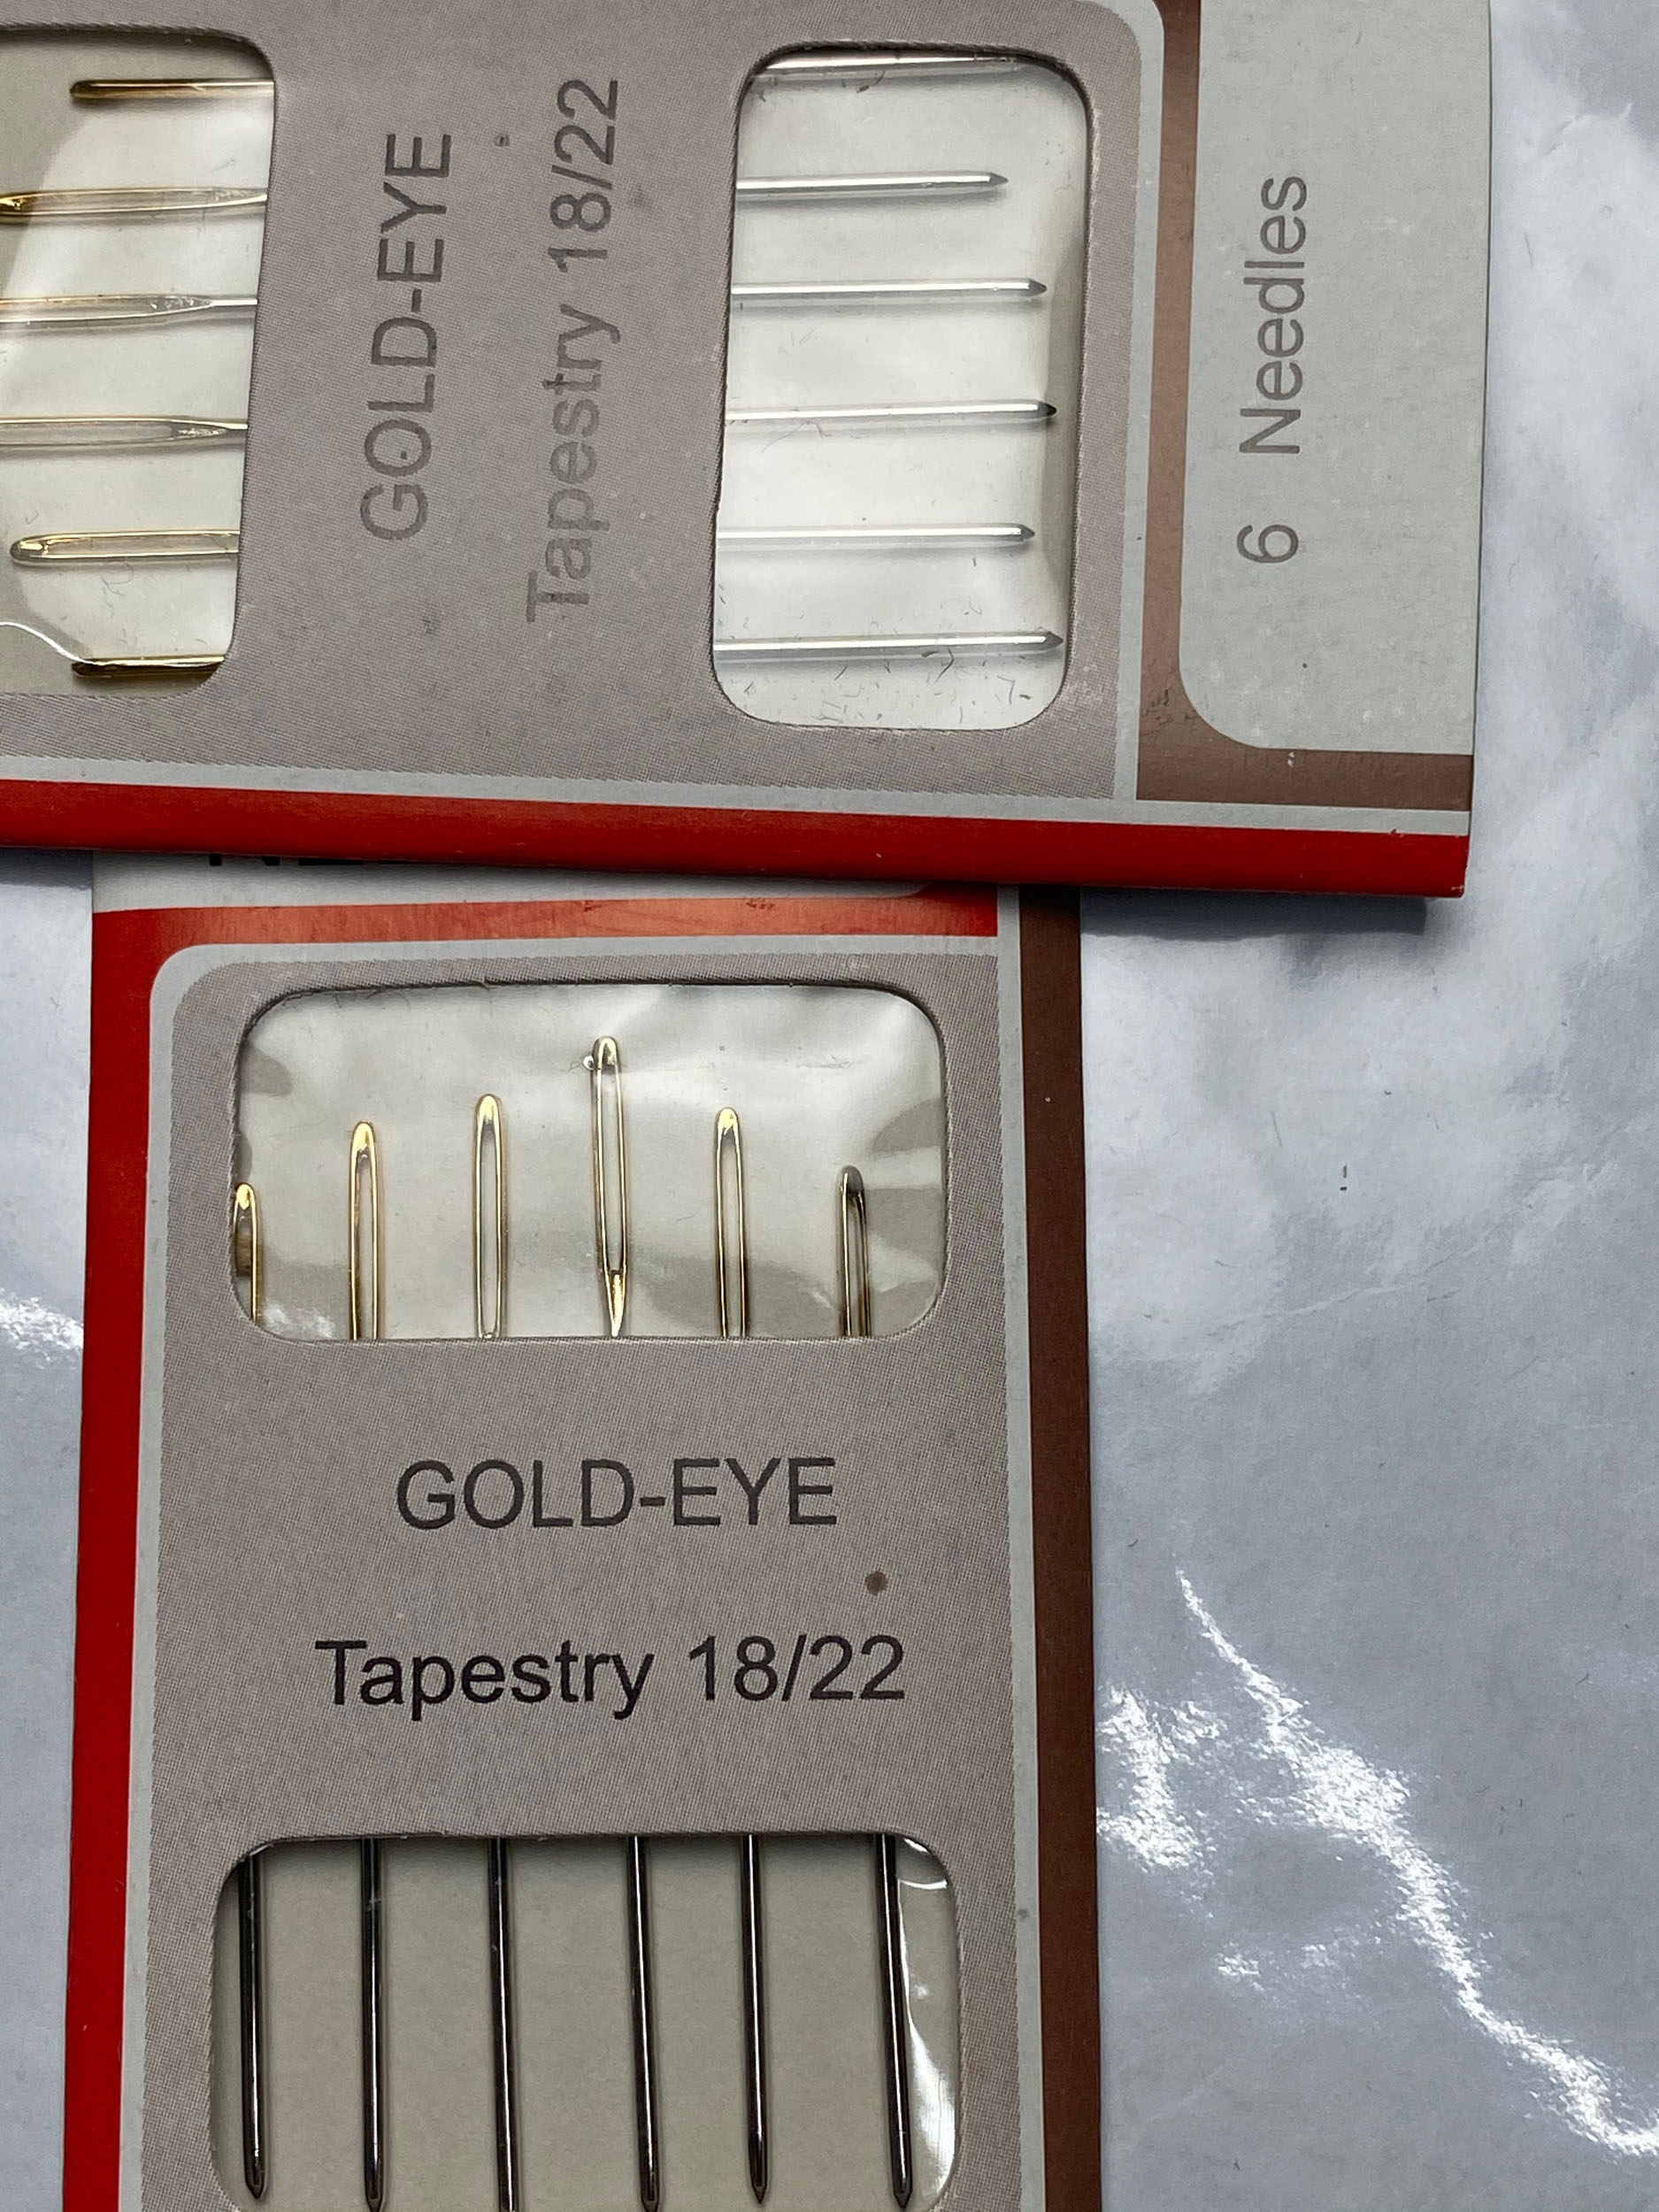 GOLD-EYE
Tapestry 18/22
6 Needles
GOLD-EYE
Tapestry 18/22